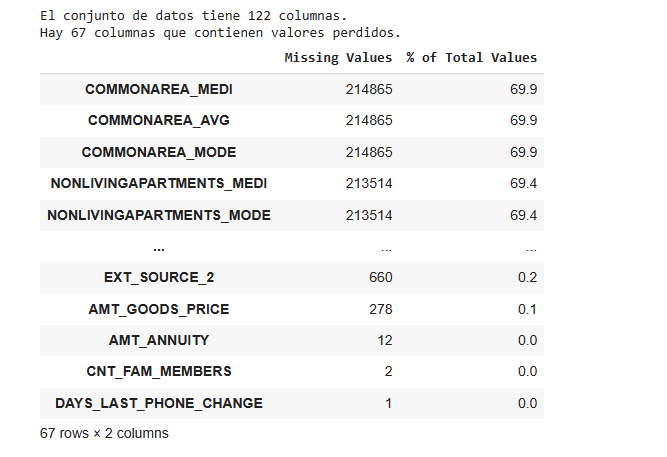 El conjunto de datos tiene 122 columnas.
Hay 67 columnas que contienen valores perdidos.
Missing Values % of Total Values
COMMONAREA_MEDI 214865 69.9
COMMONAREA_AVG 214865 69.9
COMMONAREA_MODE 214865 69.9
NONLIVINGAPARTMENTS_MEDI 213514 69.4
NONLIVINGAPARTMENTS_MODE 213514 69.4
... ... ...
EXT_SOURCE_2 660 0.2
AMT_GOODS_PRICE 278 0.1
AMT_ANNUITY 12 0.0
CNT_FAM_MEMBERS 2 0.0
DAYS_LAST_PHONE_CHANGE 1 0.0
67 rows × 2 columns